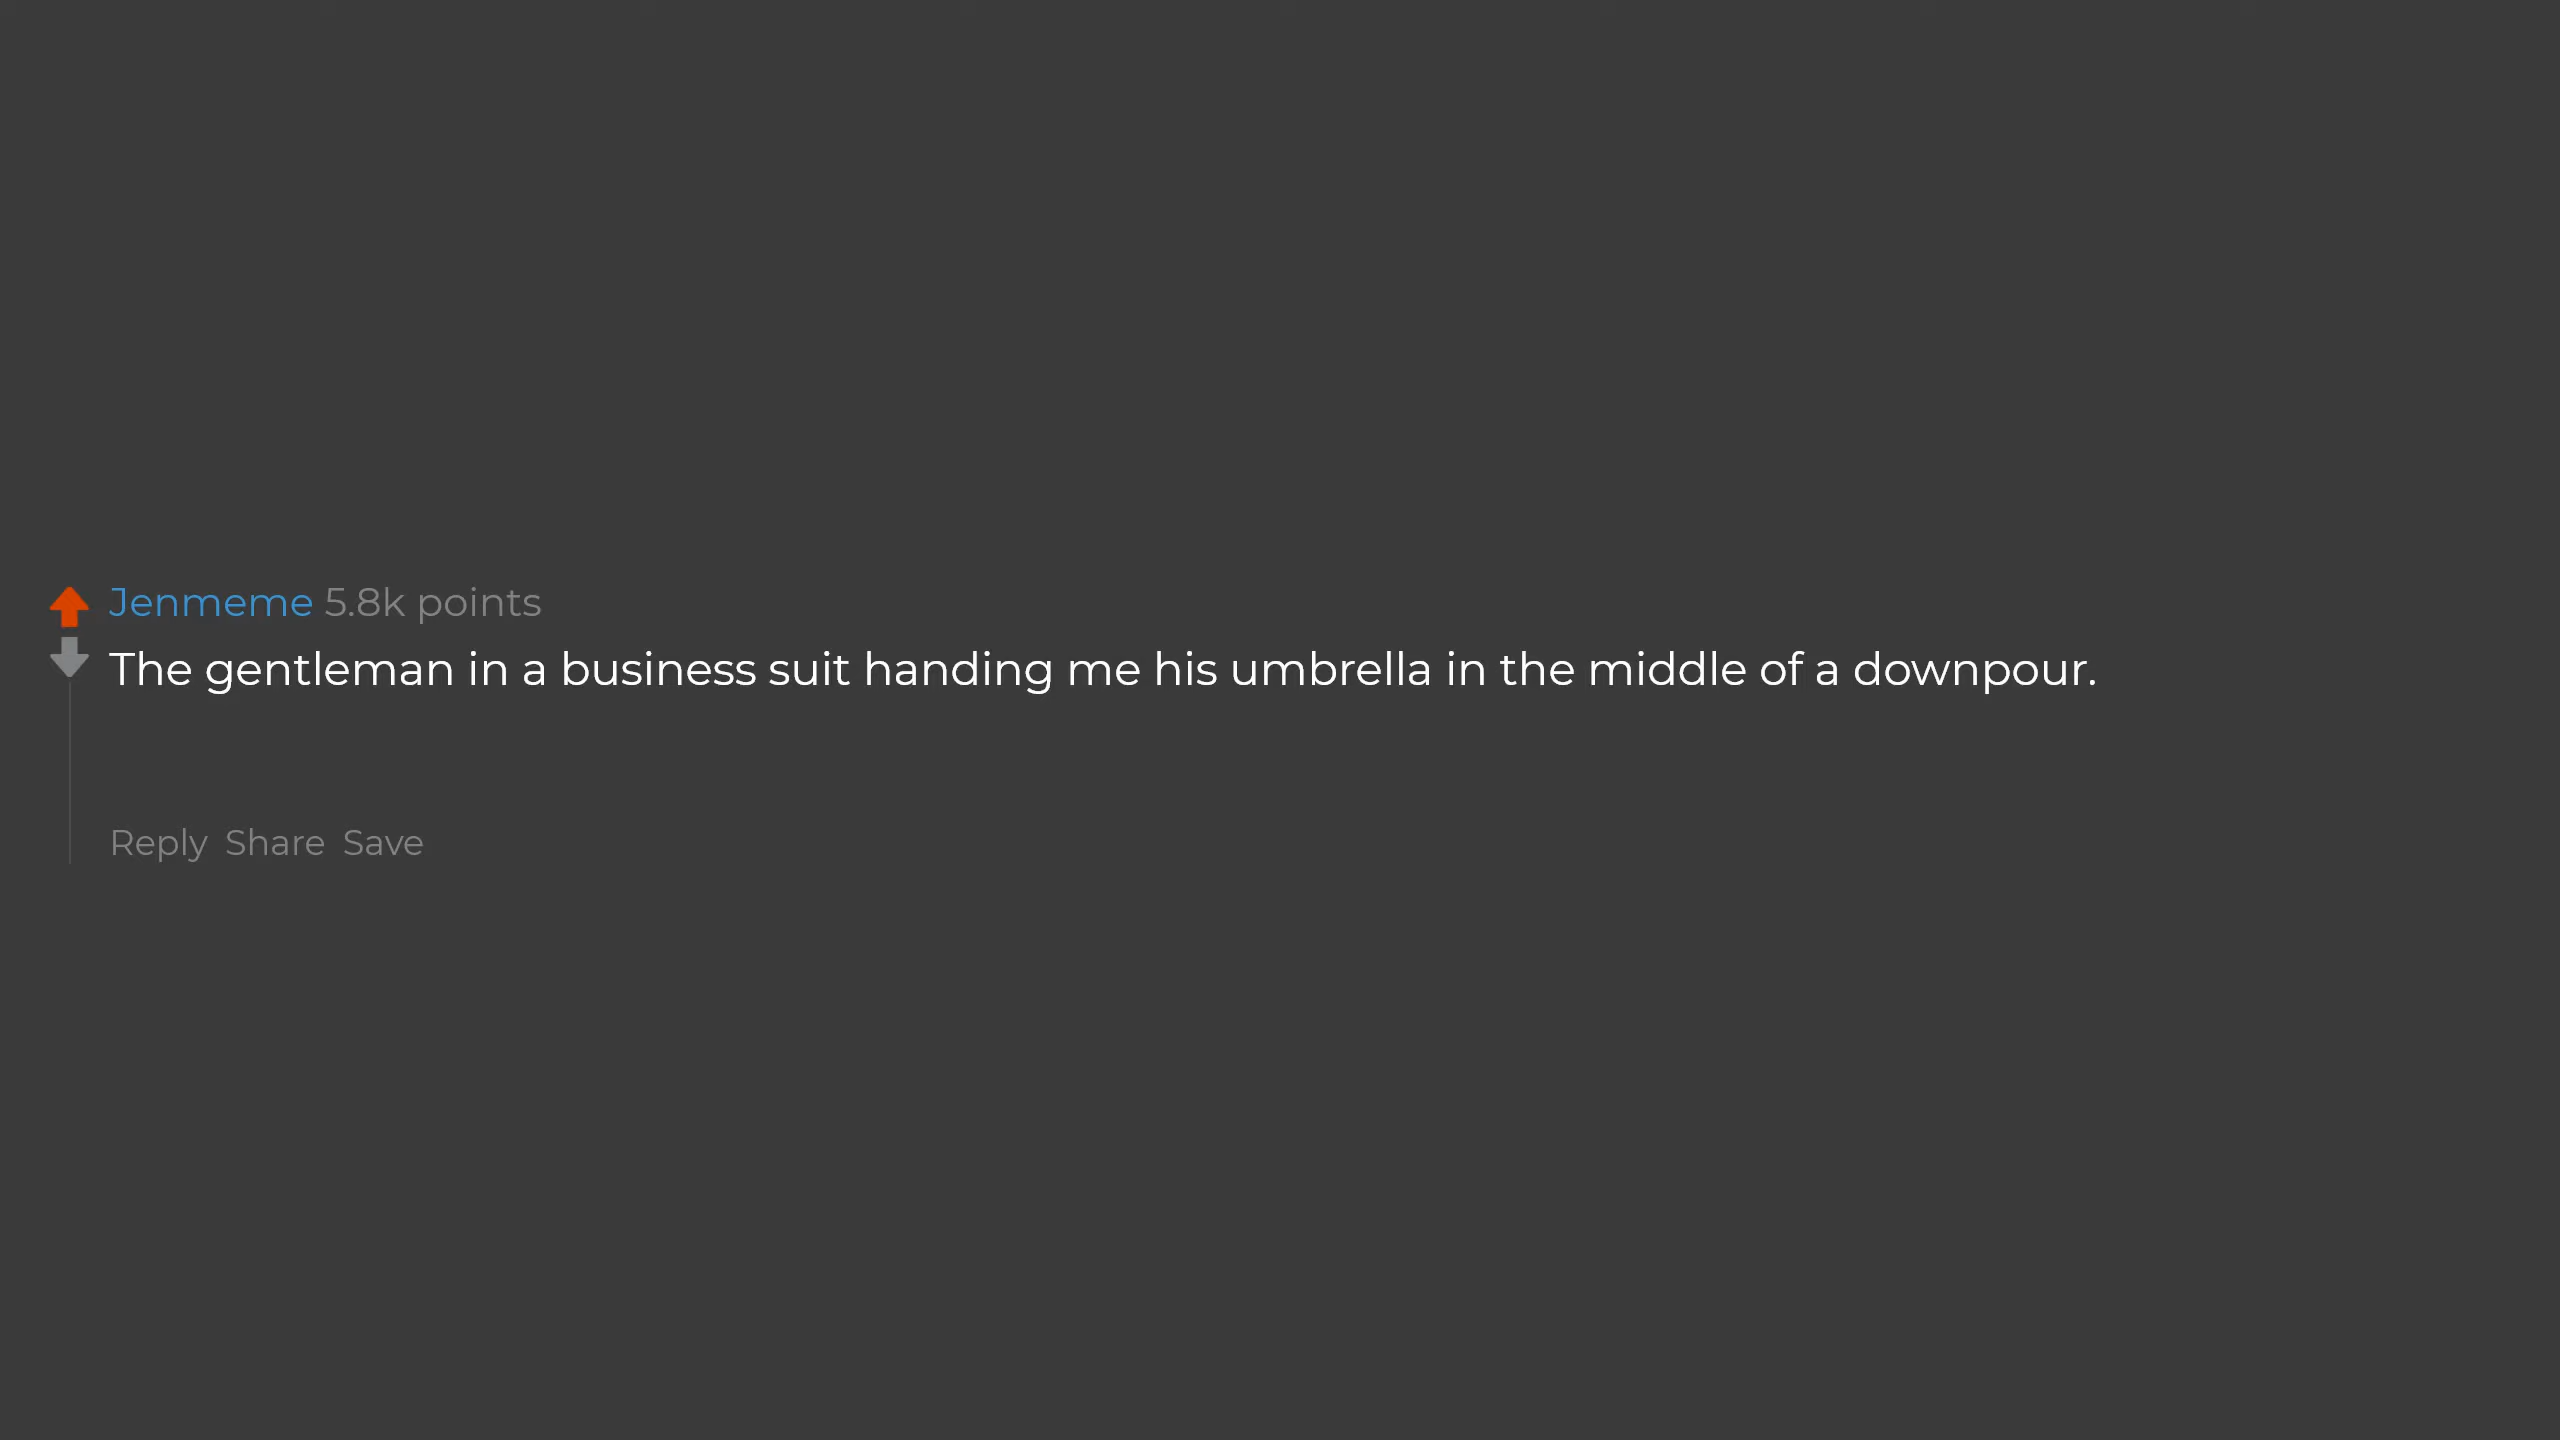 Jenmeme 5.8k points
The gentleman in a business suit handing me his umbrella in the middle of a downpour.
Reply Share Save